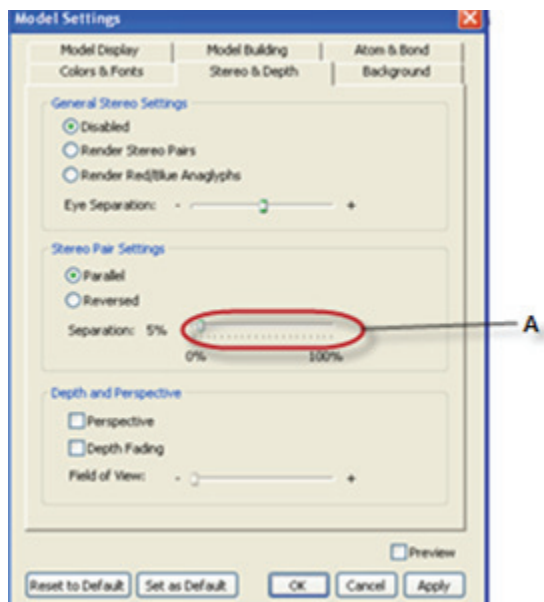 Model Settings
Model Display
Model Building
Atom & Bond
Colors & Fonts
Stereo & Depth
Background
General Stereo Settings
Disabled
Render Stereo Pairs
Render Red/Blue Anaglyphs
Eye Separation: - +
Stereo Pair Settings
Parallel
Reversed
Separation: 5%
0% 100%
A
Depth and Perspective
Perspective
Depth Fading
Field of View: - +
Preview
Reset to Default Set as Default OK Cancel Apply